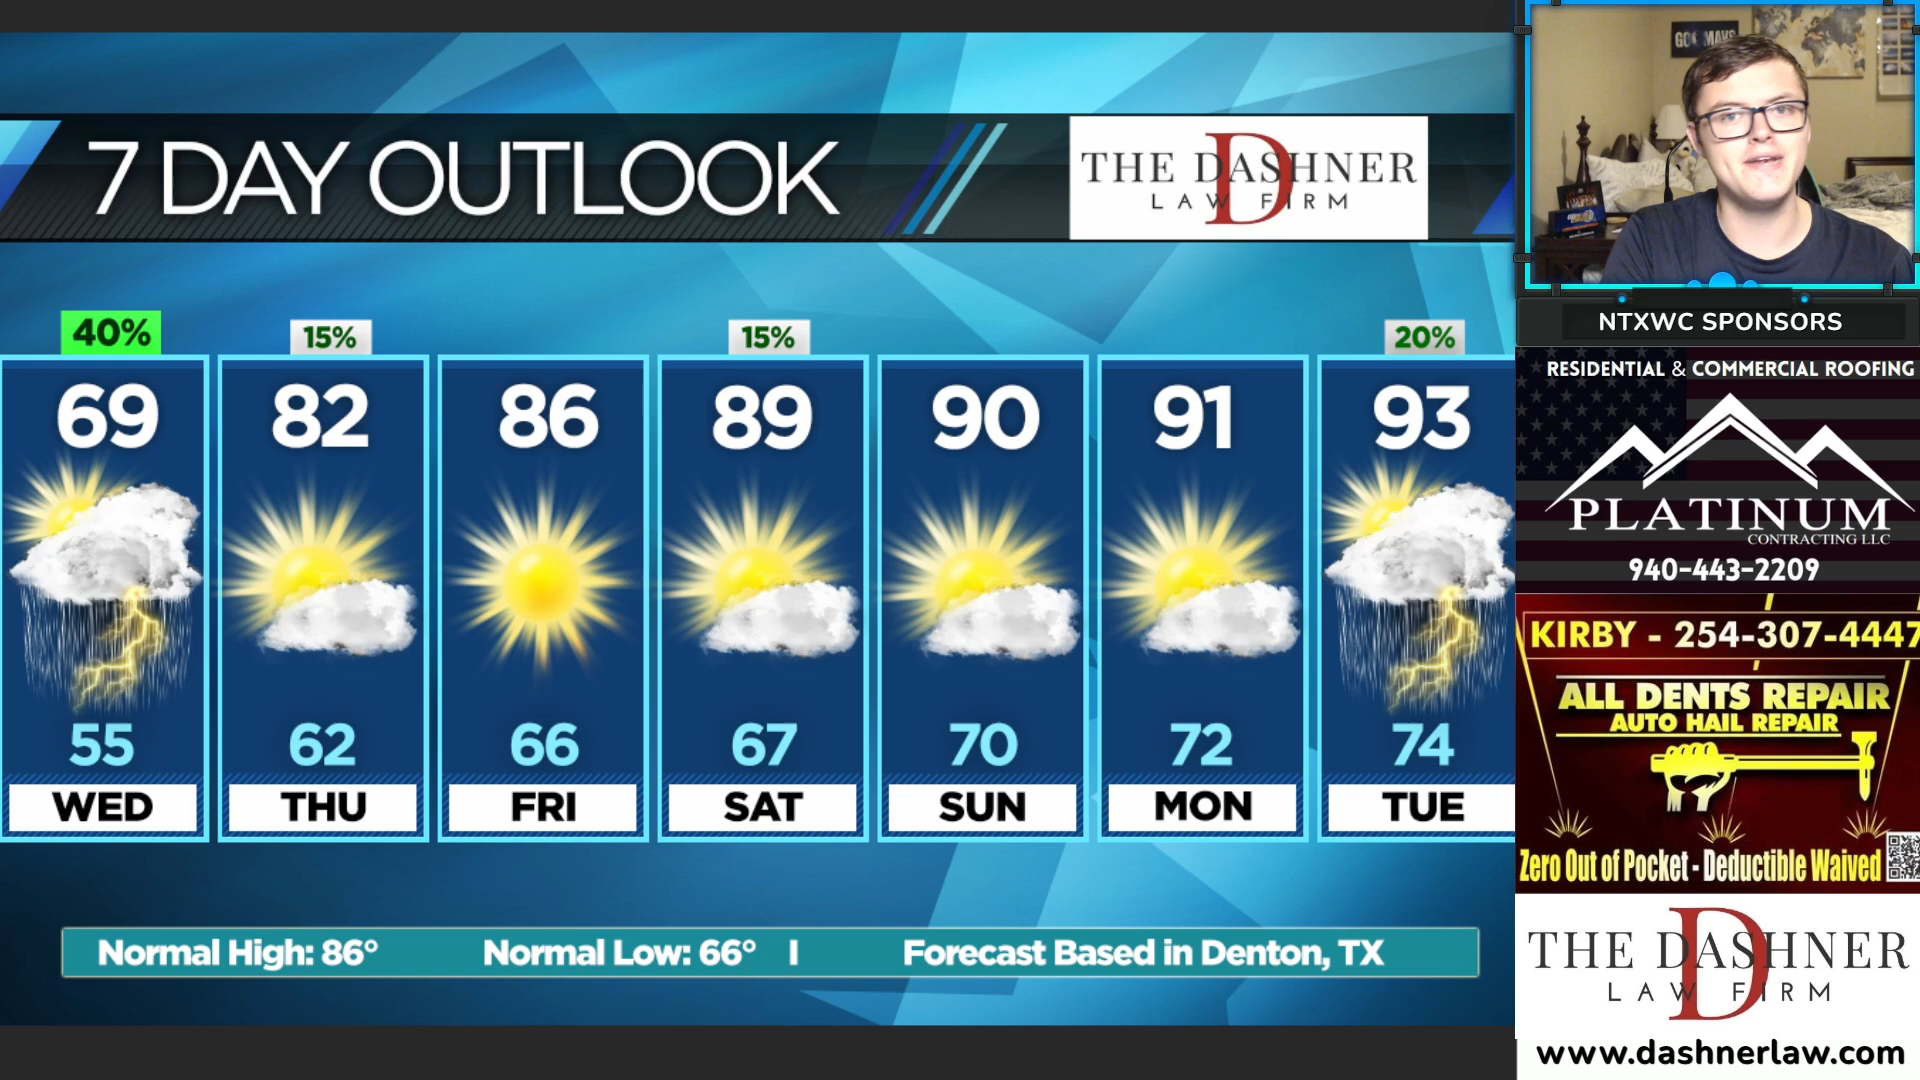 7 DAY OUTLOOK
THE DASHNER
LAW FIRM
40%
15%
15%
20%
69
82
86
89
90
91
93
55
62
66
67
70
72
74
WED
THU
FRI
SAT
SUN
MON
TUE
Normal High: 86° Normal Low: 66° | Forecast Based in Denton, TX
GO MAVS
NTXWC SPONSORS
RESIDENTIAL & COMMERCIAL ROOFING
PLATINUM
CONTRACTING LLC
940-443-2209
KIRBY - 254-307-4447
ALL DENTS REPAIR
AUTO HAIL REPAIR
Zero Out of Pocket - Deductible Waived
THE DASHNER
LAW FIRM
www.dashnerlaw.com